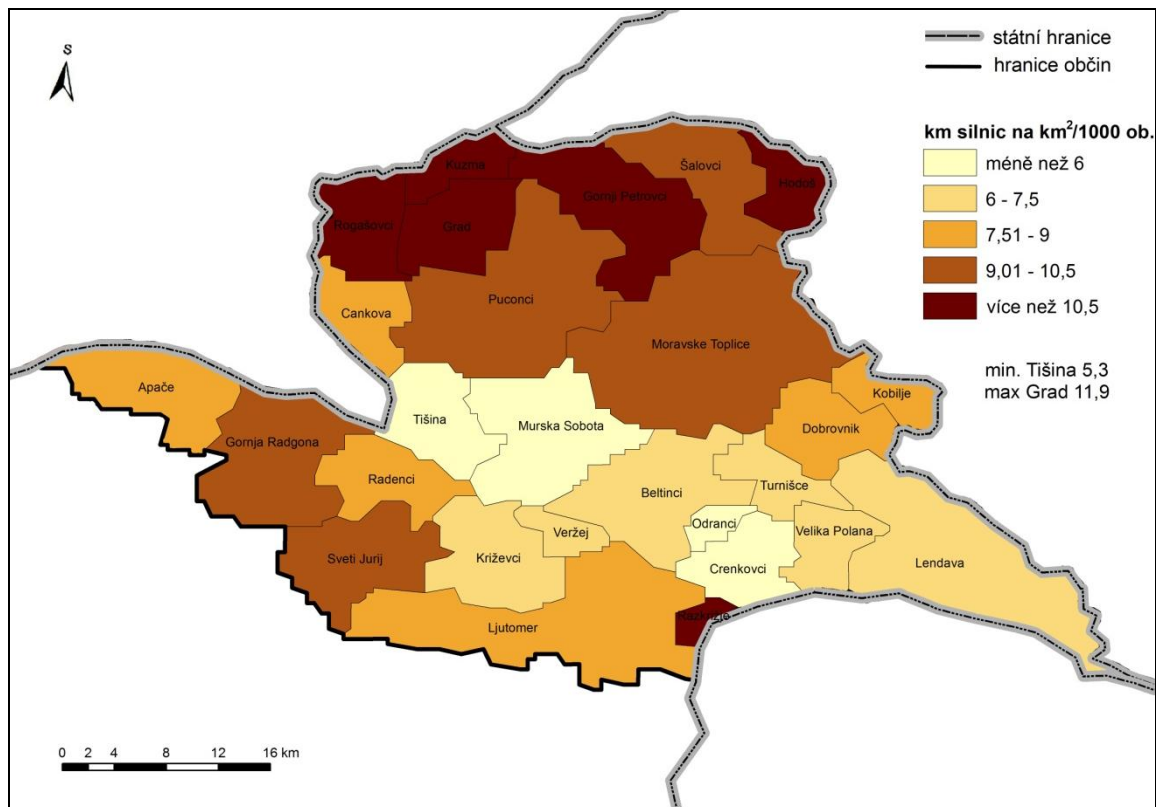 S
státní hranice
hranice občin
km silnic na km²/1000 ob.
méně než 6
6 - 7,5
7,51 - 9
9,01 - 10,5
více než 10,5
min. Tišina 5,3
max Grad 11,9
Kuzma
Šalovci
Hodoš
Gornji Petrovci
Rogašovci
Grad
Puconci
Cankova
Moravske Toplice
Apače
Kobilje
Tišina
Murska Sobota
Dobrovnik
Gornja Radgona
Radenci
Beltinci
Turnišče
Odranci
Veržej
Velika Polana
Sveti Jurij
Križevci
Crenkovci
Lendava
Razkrižje
Ljutomer
0 2 4 8 12 16 km